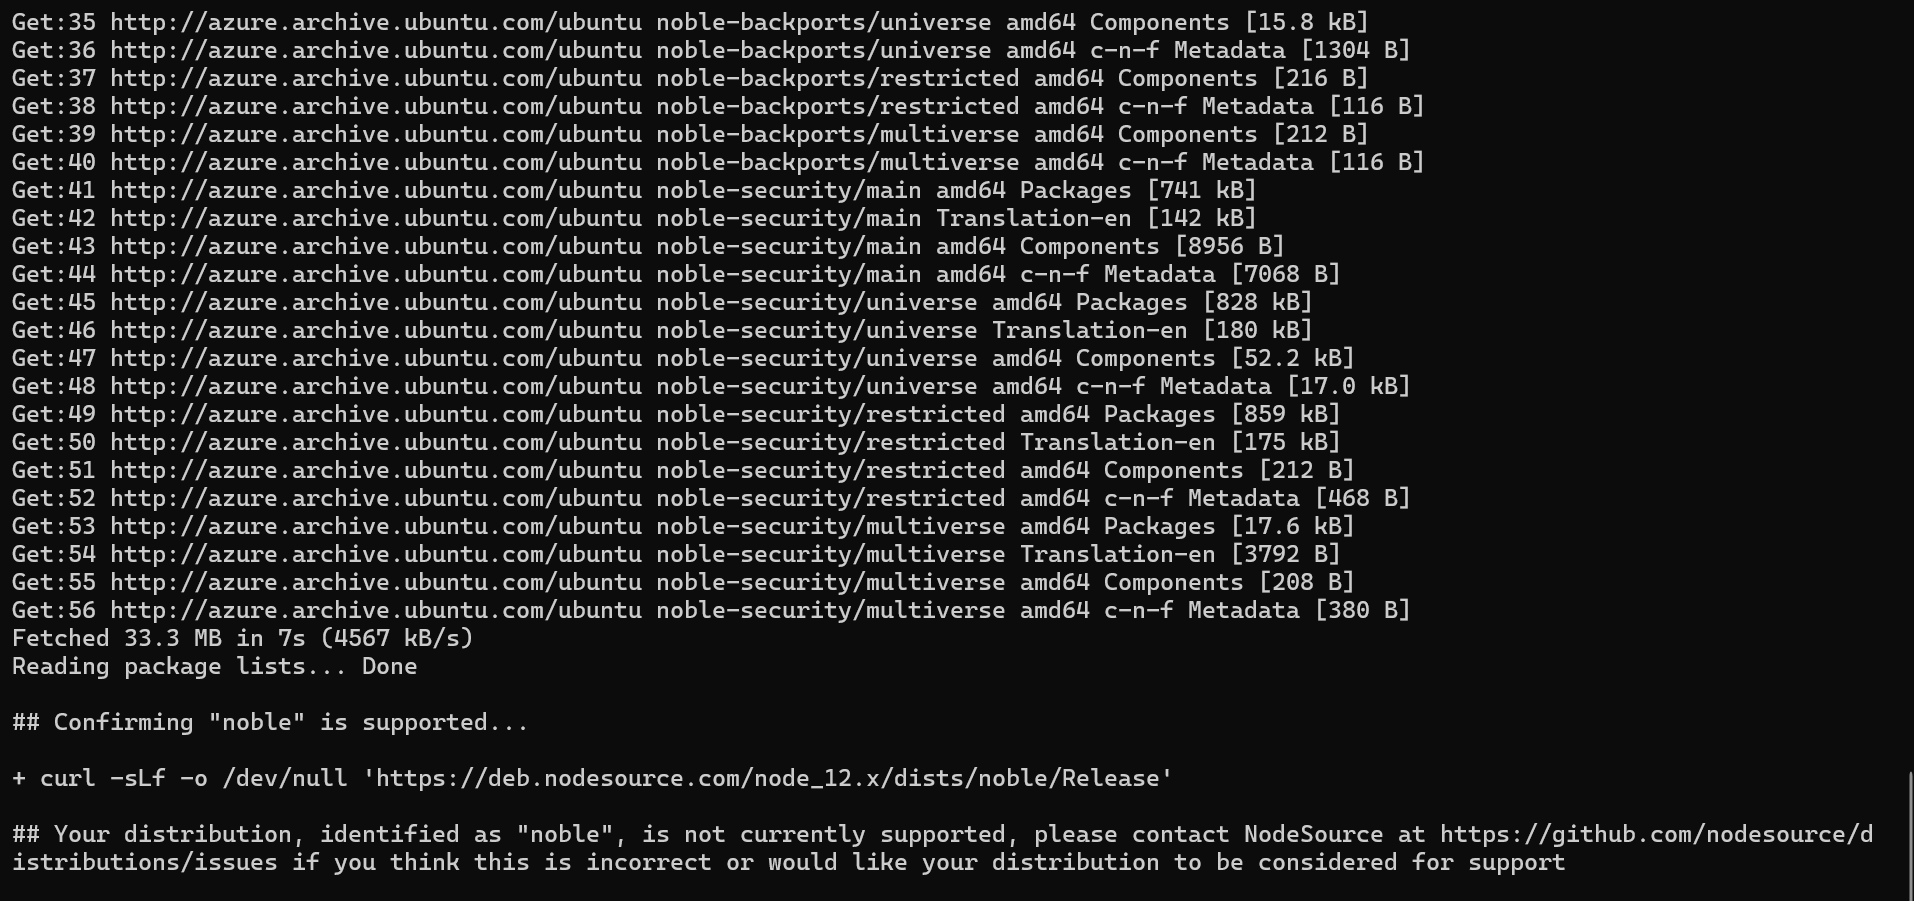 Get:35 http://azure.archive.ubuntu.com/ubuntu noble-backports/universe amd64 Components [15.8 kB]
Get:36 http://azure.archive.ubuntu.com/ubuntu noble-backports/universe amd64 c-n-f Metadata [1304 B]
Get:37 http://azure.archive.ubuntu.com/ubuntu noble-backports/restricted amd64 Components [216 B]
Get:38 http://azure.archive.ubuntu.com/ubuntu noble-backports/restricted amd64 c-n-f Metadata [116 B]
Get:39 http://azure.archive.ubuntu.com/ubuntu noble-backports/multiverse amd64 Components [212 B]
Get:40 http://azure.archive.ubuntu.com/ubuntu noble-backports/multiverse amd64 c-n-f Metadata [116 B]
Get:41 http://azure.archive.ubuntu.com/ubuntu noble-security/main amd64 Packages [741 kB]
Get:42 http://azure.archive.ubuntu.com/ubuntu noble-security/main Translation-en [142 kB]
Get:43 http://azure.archive.ubuntu.com/ubuntu noble-security/main amd64 Components [8956 B]
Get:44 http://azure.archive.ubuntu.com/ubuntu noble-security/main amd64 c-n-f Metadata [7068 B]
Get:45 http://azure.archive.ubuntu.com/ubuntu noble-security/universe amd64 Packages [828 kB]
Get:46 http://azure.archive.ubuntu.com/ubuntu noble-security/universe Translation-en [180 kB]
Get:47 http://azure.archive.ubuntu.com/ubuntu noble-security/universe amd64 Components [52.2 kB]
Get:48 http://azure.archive.ubuntu.com/ubuntu noble-security/universe amd64 c-n-f Metadata [17.0 kB]
Get:49 http://azure.archive.ubuntu.com/ubuntu noble-security/restricted amd64 Packages [859 kB]
Get:50 http://azure.archive.ubuntu.com/ubuntu noble-security/restricted Translation-en [175 kB]
Get:51 http://azure.archive.ubuntu.com/ubuntu noble-security/restricted amd64 Components [212 B]
Get:52 http://azure.archive.ubuntu.com/ubuntu noble-security/restricted amd64 c-n-f Metadata [468 B]
Get:53 http://azure.archive.ubuntu.com/ubuntu noble-security/multiverse amd64 Packages [17.6 kB]
Get:54 http://azure.archive.ubuntu.com/ubuntu noble-security/multiverse Translation-en [3792 B]
Get:55 http://azure.archive.ubuntu.com/ubuntu noble-security/multiverse amd64 Components [208 B]
Get:56 http://azure.archive.ubuntu.com/ubuntu noble-security/multiverse amd64 c-n-f Metadata [380 B]
Fetched 33.3 MB in 7s (4567 kB/s)
Reading package lists... Done
## Confirming "noble" is supported...
+ curl -sLf -o /dev/null 'https://deb.nodesource.com/node_12.x/dists/noble/Release'
## Your distribution, identified as "noble", is not currently supported, please contact NodeSource at https://github.com/nodesource/d
istributions/issues if you think this is incorrect or would like your distribution to be considered for support